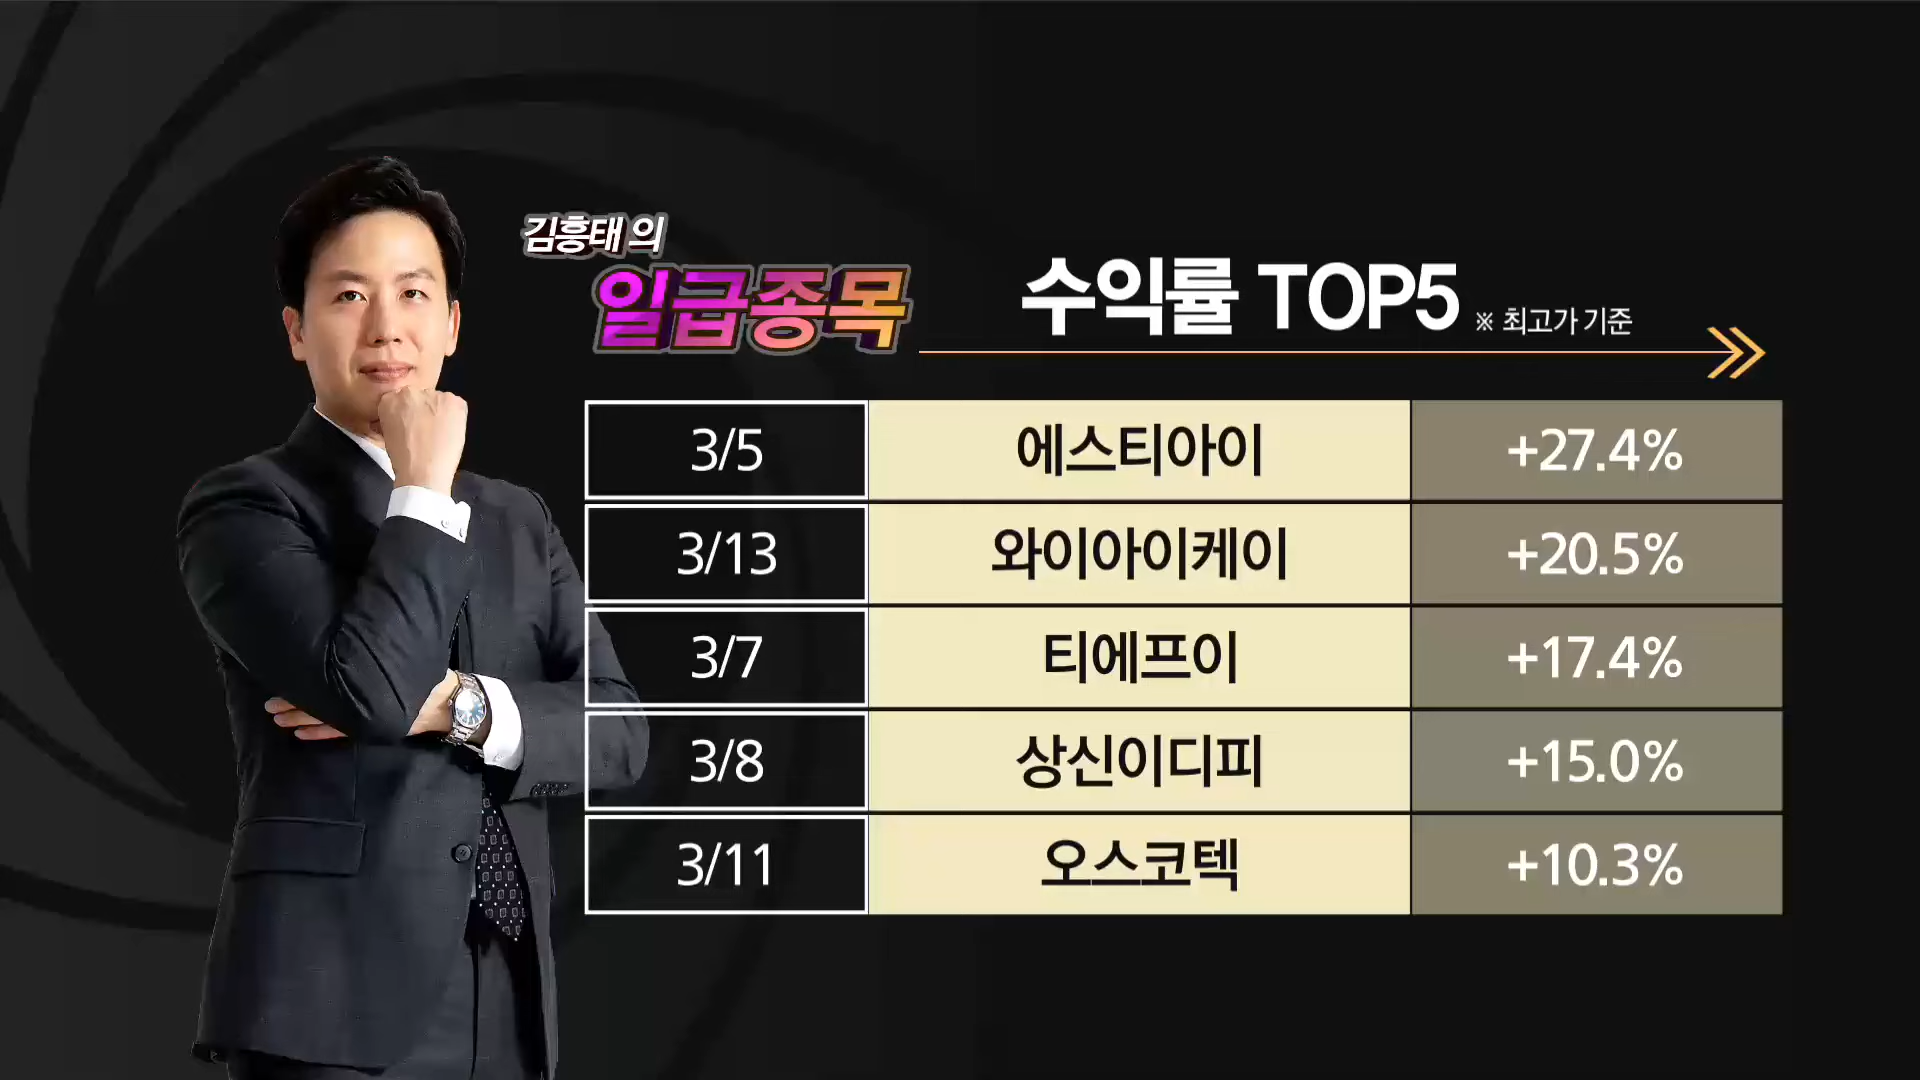 김흥태 의
일급종목
수익률 TOP5 ※ 최고가 기준
3/5 에스티아이 +27.4%
3/13 와이아이케이 +20.5%
3/7 티에프이 +17.4%
3/8 상신이디피 +15.0%
3/11 오스코텍 +10.3%